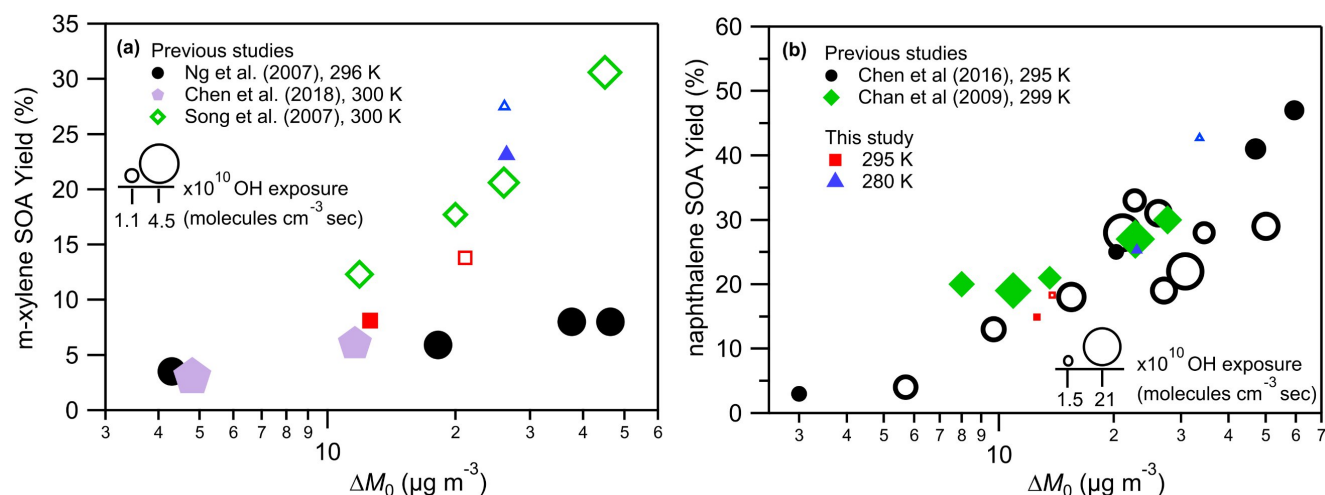 (a) Previous studies
Ng et al. (2007), 296 K
Chen et al. (2018), 300 K
Song et al. (2007), 300 K
x10¹⁰ OH exposure
(molecules cm⁻³ sec)
1.1 4.5
m-xylene SOA Yield (%)
35
30
25
20
15
10
5
0
3 4 5 6 7 8 9 10 2 3 4 5 6
ΔM₀ (µg m⁻³)
(b) Previous studies
Chen et al (2016), 295 K
Chan et al (2009), 299 K
This study
295 K
280 K
x10¹⁰ OH exposure
(molecules cm⁻³ sec)
1.5 21
naphthalene SOA Yield (%)
60
50
40
30
20
10
0
3 4 5 6 7 8 9 10 2 3 4 5 6 7
ΔM₀ (µg m⁻³)